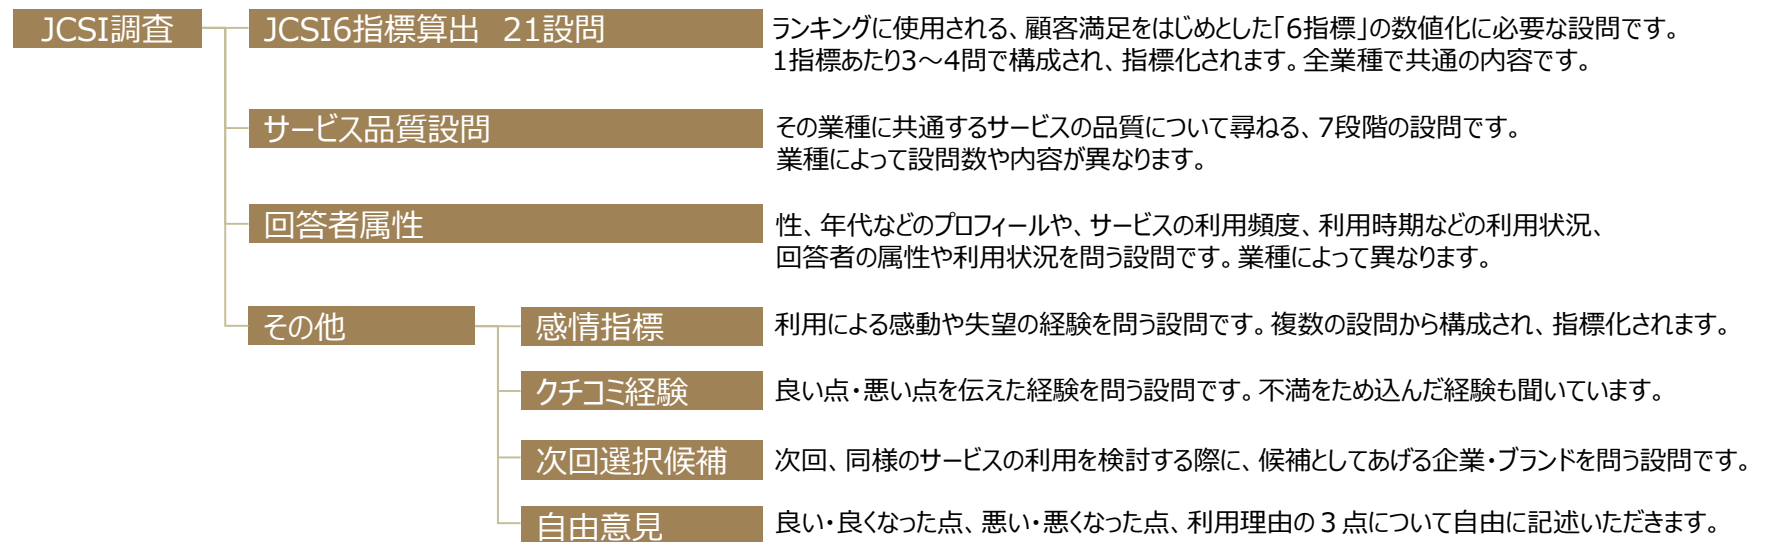 JCSI調査
JCSI6指標算出　21設問
ランキングに使用される、顧客満足をはじめとした「6指標」の数値化に必要な設問です。
1指標あたり3～4問で構成され、指標化されます。全業種で共通の内容です。
サービス品質設問
その業種に共通するサービスの品質について尋ねる、7段階の設問です。
業種によって設問数や内容が異なります。
回答者属性
性、年代などのプロフィールや、サービスの利用頻度、利用時期などの利用状況、
回答者の属性や利用状況を問う設問です。業種によって異なります。
その他
感情指標
利用による感動や失望の経験を問う設問です。複数の設問から構成され、指標化されます。
クチコミ経験
良い点・悪い点を伝えた経験を問う設問です。不満をため込んだ経験も聞いています。
次回選択候補
次回、同様のサービスの利用を検討する際に、候補としてあげる企業・ブランドを問う設問です。
自由意見
良い・良くなった点、悪い・悪くなった点、利用理由の３点について自由に記述いただきます。